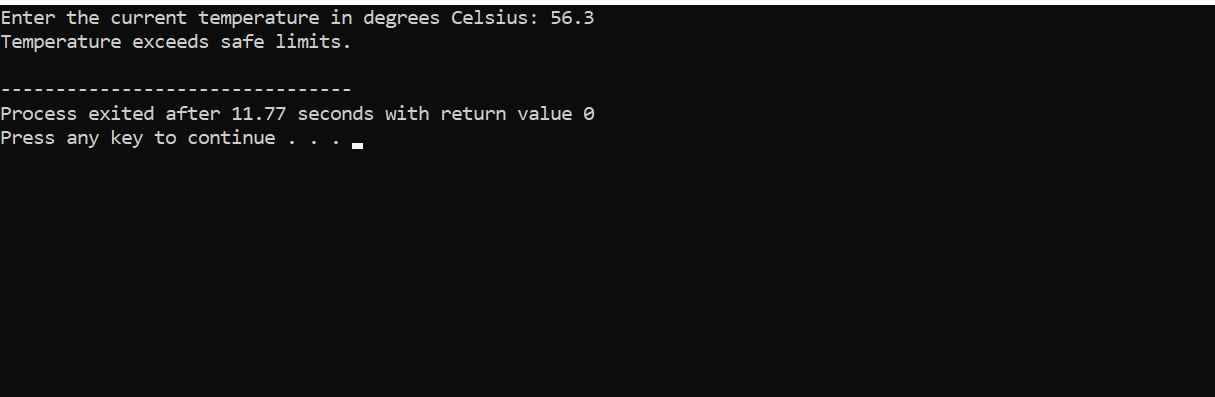 Enter the current temperature in degrees Celsius: 56.3
Temperature exceeds safe limits.
--------------------------------
Process exited after 11.77 seconds with return value 0
Press any key to continue . . .